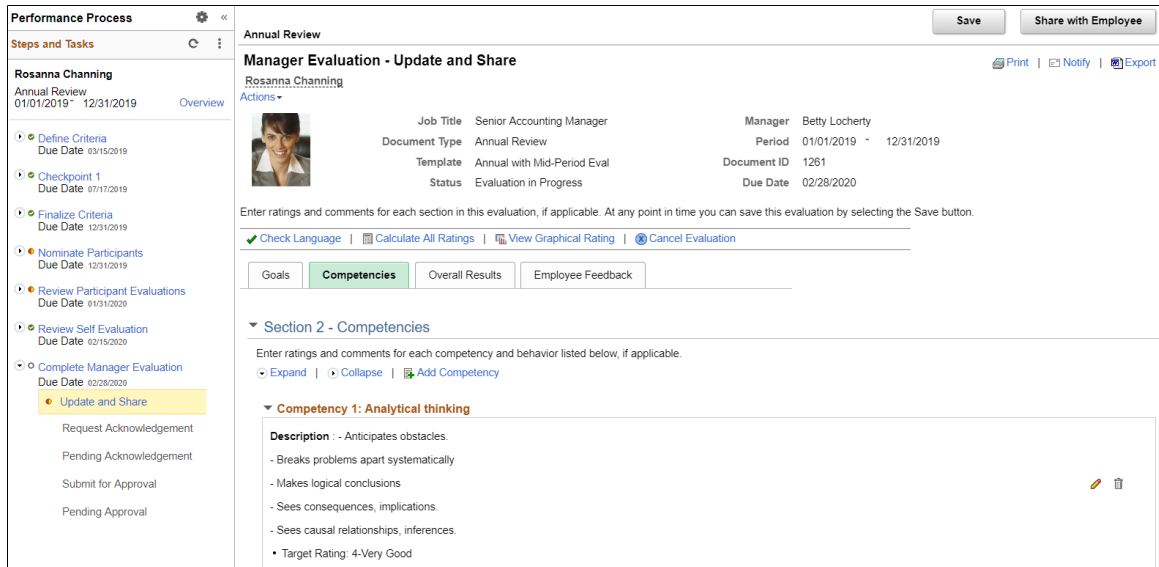 Performance Process «
Steps and Tasks
Rosanna Channing
Annual Review
01/01/2019 - 12/31/2019 Overview
Define Criteria
Due Date 03/15/2019
Checkpoint 1
Due Date 07/17/2019
Finalize Criteria
Due Date 12/31/2019
Nominate Participants
Due Date 12/31/2019
Review Participant Evaluations
Due Date 01/31/2020
Review Self Evaluation
Due Date 02/15/2020
Complete Manager Evaluation
Due Date 02/28/2020
Update and Share
Request Acknowledgement
Pending Acknowledgement
Submit for Approval
Pending Approval
Save Share with Employee
Annual Review
Manager Evaluation - Update and Share
Print | Notify | Export
Rosanna Channing
Actions
Job Title Senior Accounting Manager Manager Betty Locherty
Document Type Annual Review Period 01/01/2019 - 12/31/2019
Template Annual with Mid-Period Eval Document ID 1261
Status Evaluation in Progress Due Date 02/28/2020
Enter ratings and comments for each section in this evaluation, if applicable. At any point in time you can save this evaluation by selecting the Save button.
Check Language | Calculate All Ratings | View Graphical Rating | Cancel Evaluation
Goals Competencies Overall Results Employee Feedback
Section 2 - Competencies
Enter ratings and comments for each competency and behavior listed below, if applicable.
Expand | Collapse | Add Competency
Competency 1: Analytical thinking
Description : - Anticipates obstacles.
- Breaks problems apart systematically
- Makes logical conclusions
- Sees consequences, implications.
- Sees causal relationships, inferences.
• Target Rating: 4-Very Good